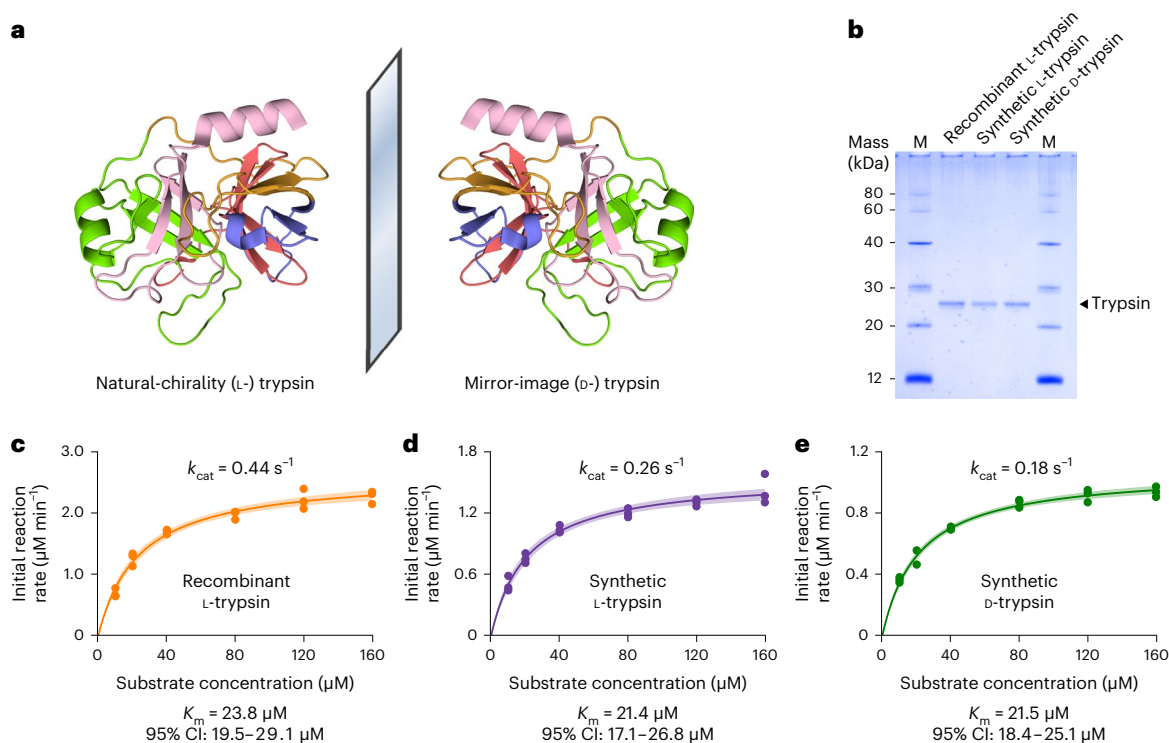 a
Natural-chirality (L-) trypsin
Mirror-image (D-) trypsin
b
Recombinant L-trypsin
Synthetic L-trypsin
Synthetic D-trypsin
Mass
(kDa)
M
M
80
60
40
30
20
12
Trypsin
c
kcat = 0.44 s⁻¹
Initial reaction
rate (μM min⁻¹)
3.0
2.0
1.0
0
Recombinant
L-trypsin
0 40 80 120 160
Substrate concentration (μM)
Km = 23.8 μM
95% CI: 19.5–29.1 μM
d
kcat = 0.26 s⁻¹
Initial reaction
rate (μM min⁻¹)
1.8
1.2
0.6
0
Synthetic
L-trypsin
0 40 80 120 160
Substrate concentration (μM)
Km = 21.4 μM
95% CI: 17.1–26.8 μM
e
kcat = 0.18 s⁻¹
Initial reaction
rate (μM min⁻¹)
1.2
0.8
0.4
0
Synthetic
D-trypsin
0 40 80 120 160
Substrate concentration (μM)
Km = 21.5 μM
95% CI: 18.4–25.1 μM